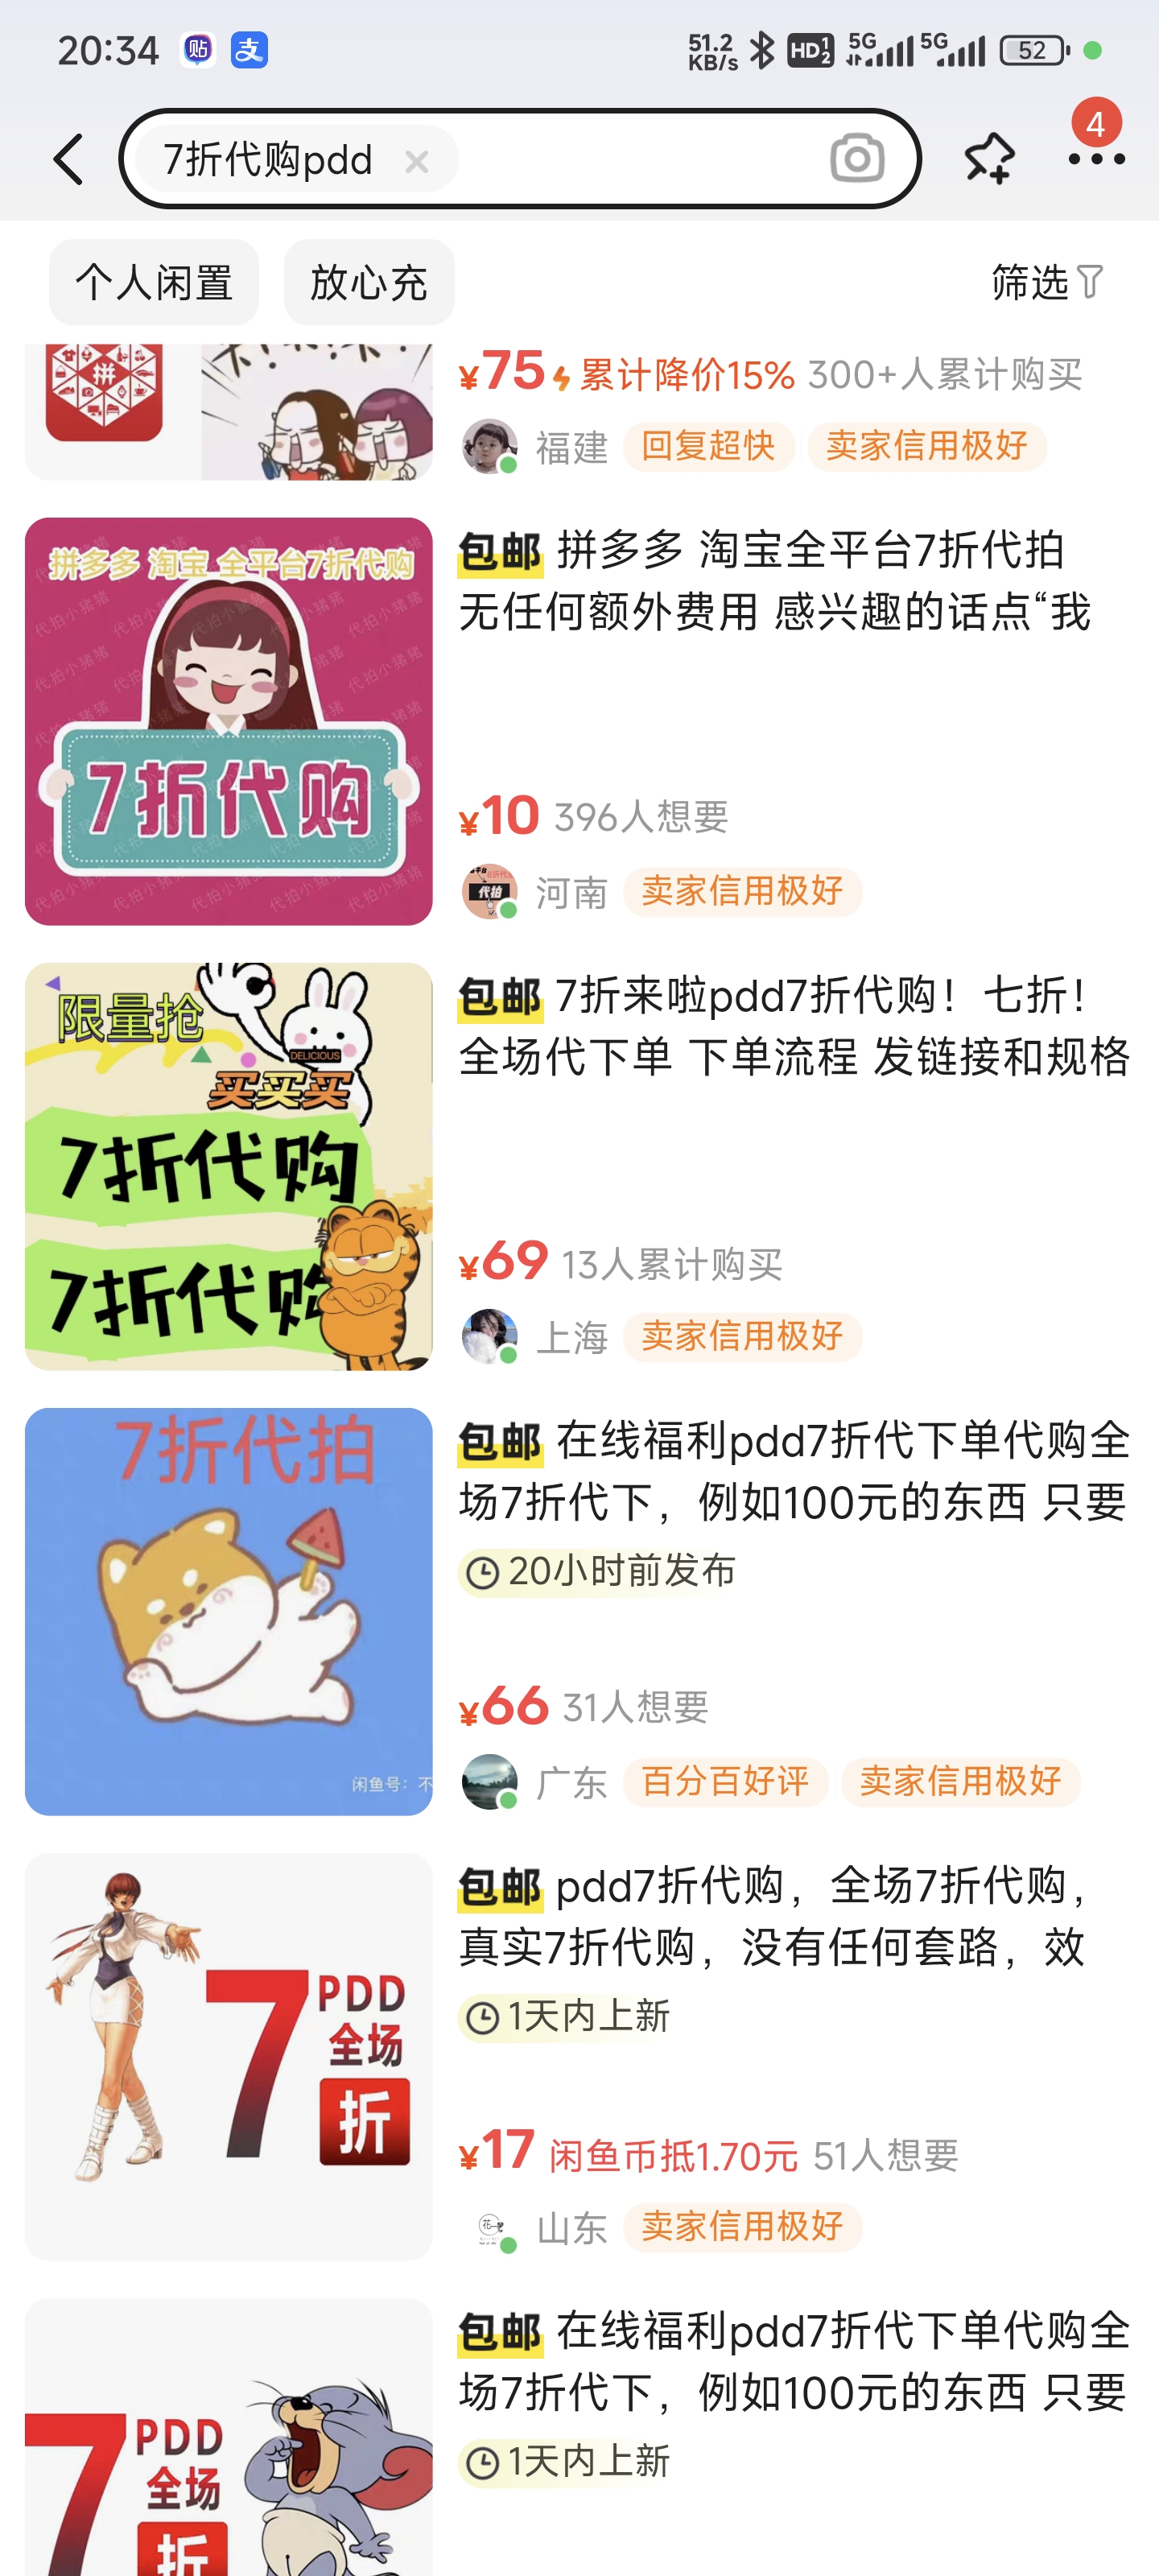 20:34
贴
支
51.2
KB/s
HD 1 2
5G
5G
52
7折代购pdd
4
个人闲置
放心充
筛选
拼
¥75 累计降价15% 300+人累计购买
福建 回复超快 卖家信用极好
拼多多 淘宝 全平台7折代购
7折代购
包邮 拼多多 淘宝全平台7折代拍
无任何额外费用 感兴趣的话点“我
¥10 396人想要
代拍
河南 卖家信用极好
限量抢
DELICIOUS
买买买
7折代购
7折代购
包邮 7折来啦pdd7折代购！七折！
全场代下单 下单流程 发链接和规格
¥69 13人累计购买
上海 卖家信用极好
7折代拍
闲鱼号：不
包邮 在线福利pdd7折代下单代购全
场7折代下，例如100元的东西 只要
20小时前发布
¥66 31人想要
广东 百分百好评 卖家信用极好
7 PDD
全场
折
包邮 pdd7折代购，全场7折代购，
真实7折代购，没有任何套路，效
1天内上新
¥17 闲鱼币抵1.70元 51人想要
山东 卖家信用极好
7 PDD
全场
折
包邮 在线福利pdd7折代下单代购全
场7折代下，例如100元的东西 只要
1天内上新